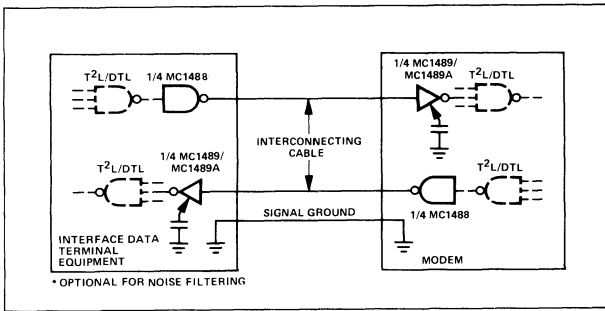 T²L/DTL
1/4 MC1488
1/4 MC1489/
MC1489A
T²L/DTL
INTERCONNECTING
CABLE
T²L/DTL
1/4 MC1489/
MC1489A
T²L/DTL
1/4 MC1488
SIGNAL GROUND
INTERFACE DATA
TERMINAL
EQUIPMENT
MODEM
* OPTIONAL FOR NOISE FILTERING